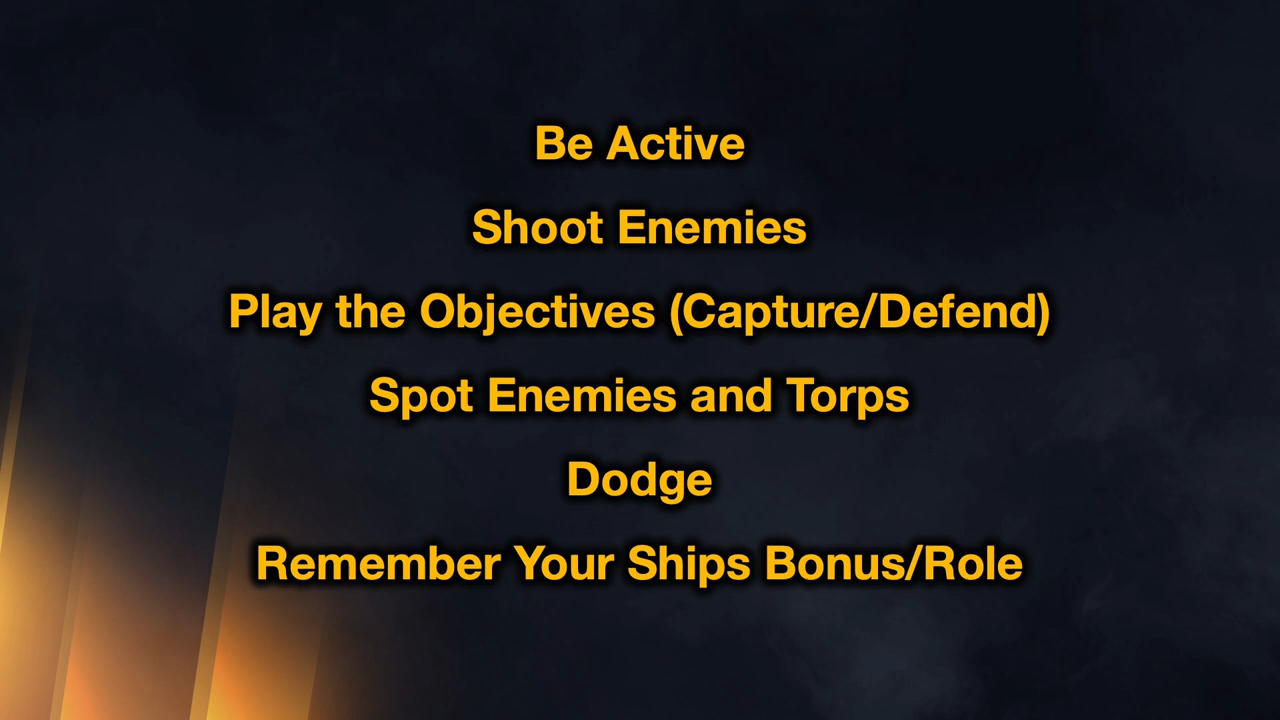 Be Active
Shoot Enemies
Play the Objectives (Capture/Defend)
Spot Enemies and Torps
Dodge
Remember Your Ships Bonus/Role